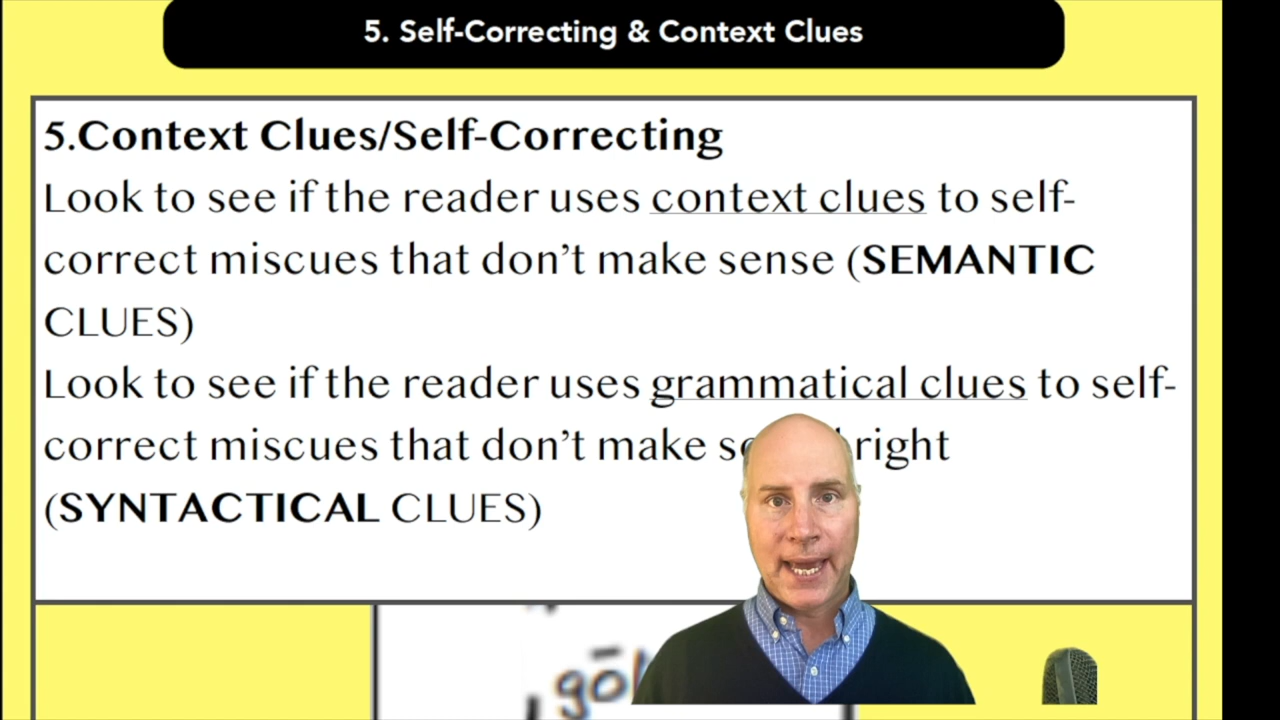 5. Self-Correcting & Context Clues
5.Context Clues/Self-Correcting
Look to see if the reader uses context clues to self-
correct miscues that don't make sense (SEMANTIC
CLUES)
Look to see if the reader uses grammatical clues to self-
correct miscues that don't make right
(SYNTACTICAL CLUES)